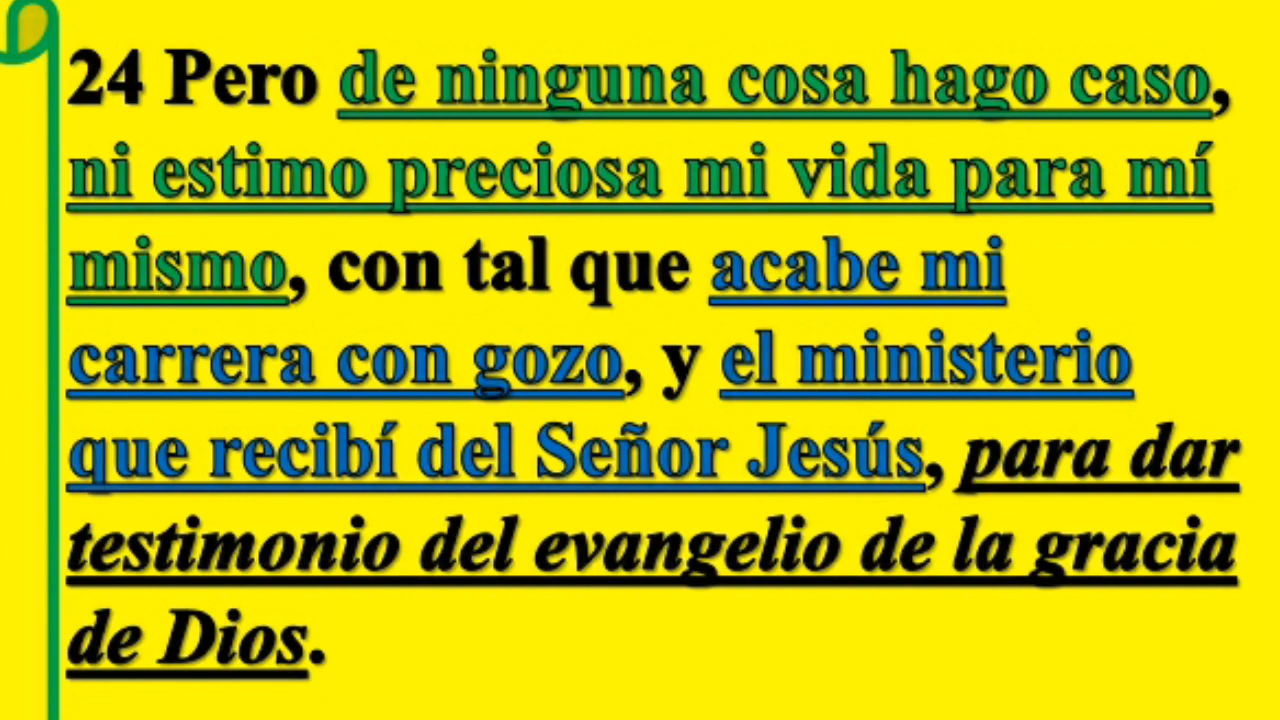 24 Pero de ninguna cosa hago caso,
ni estimo preciosa mi vida para mí
mismo, con tal que acabe mi
carrera con gozo, y el ministerio
que recibí del Señor Jesús, para dar
testimonio del evangelio de la gracia
de Dios.